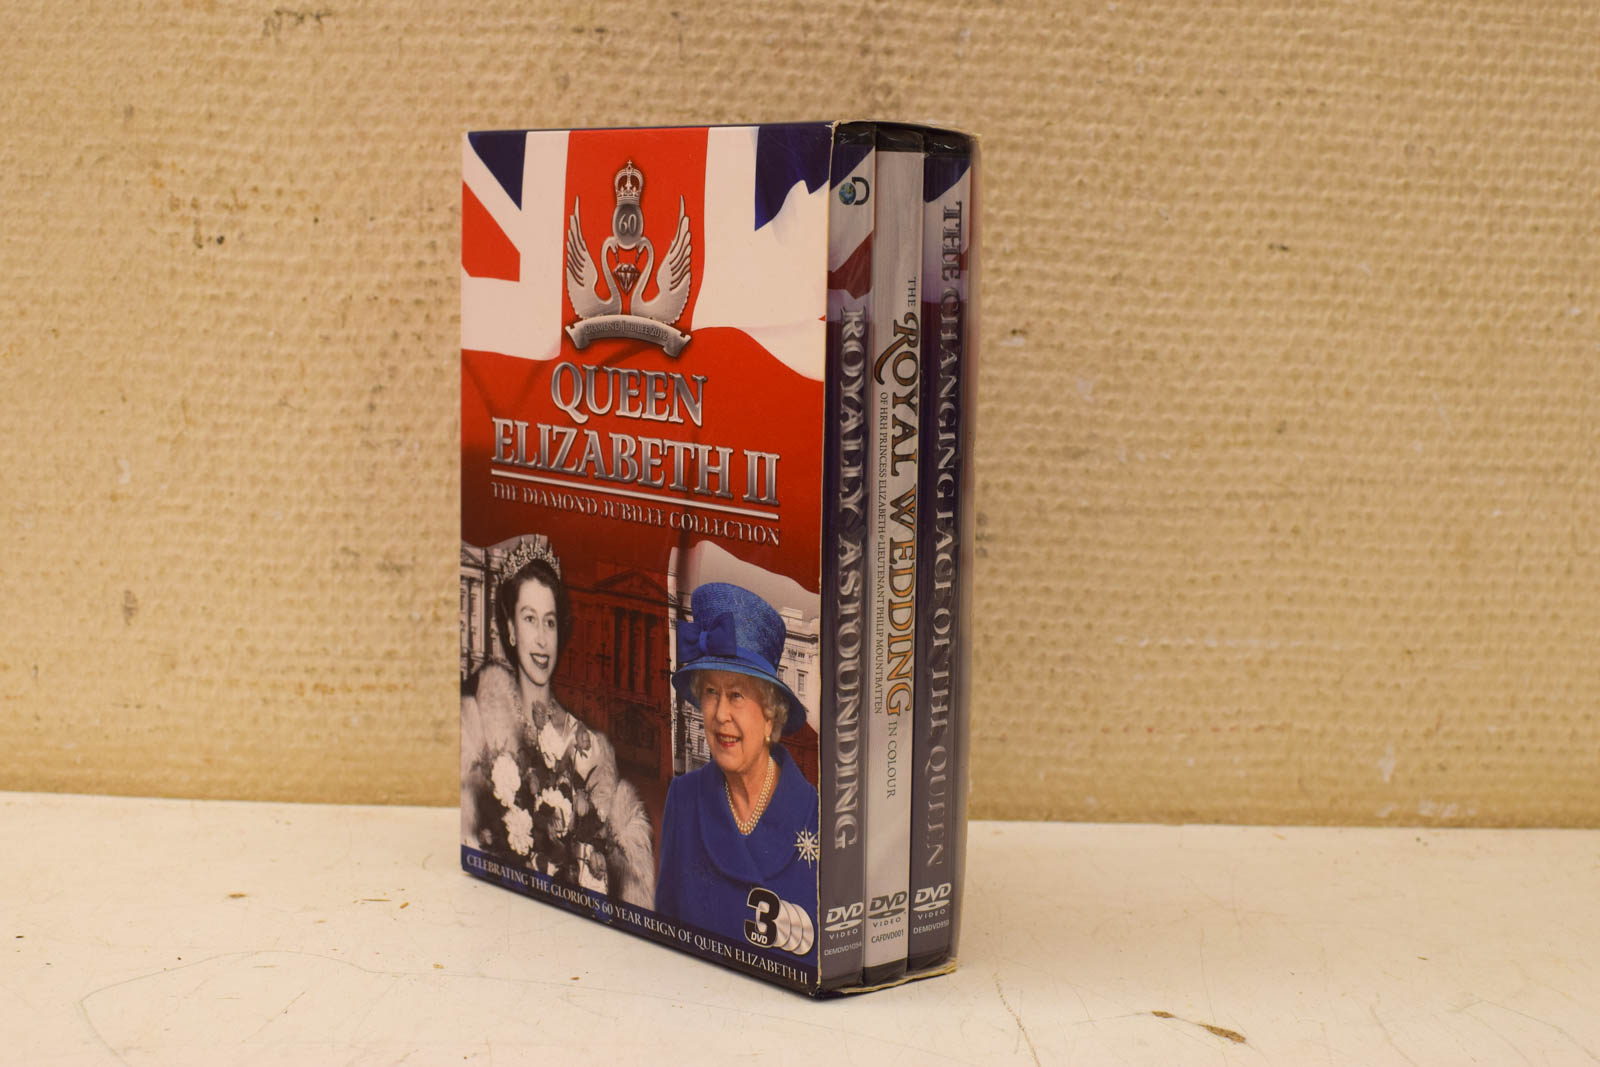 60
DIAMOND JUBILEE 2012
QUEEN
ELIZABETH II
THE DIAMOND JUBILEE COLLECTION
CELEBRATING THE GLORIOUS 60 YEAR REIGN OF QUEEN ELIZABETH II
3
DVD
ROYALLY ASTOUNDING
DVD
VIDEO
DEMDVD1094
THE
ROYAL WEDDING
OF HRH PRINCESS ELIZABETH & LIEUTENANT PHILIP MOUNTBATTEN
IN COLOUR
DVD
VIDEO
CAFDVD001
THE CHANGING FACE OF THE QUEEN
DVD
VIDEO